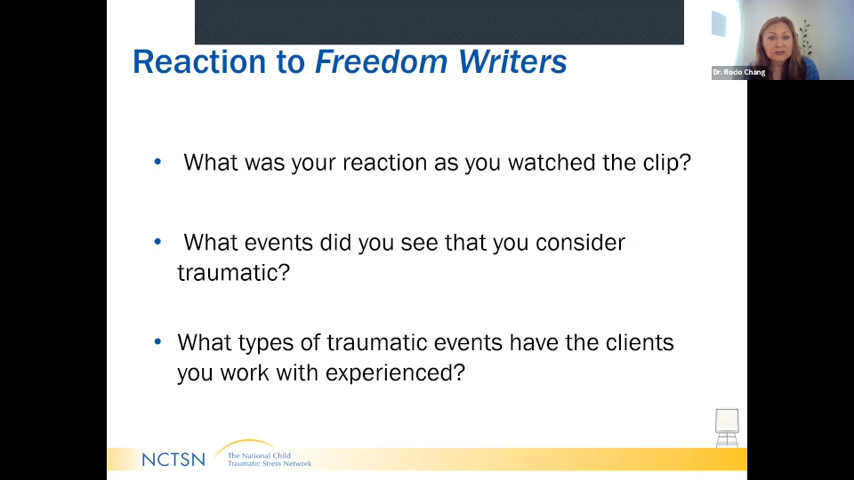 Reaction to Freedom Writers
Dr. Rocio Chang
• What was your reaction as you watched the clip?
• What events did you see that you consider
traumatic?
• What types of traumatic events have the clients
you work with experienced?
NCTSN
The National Child
Traumatic Stress Network